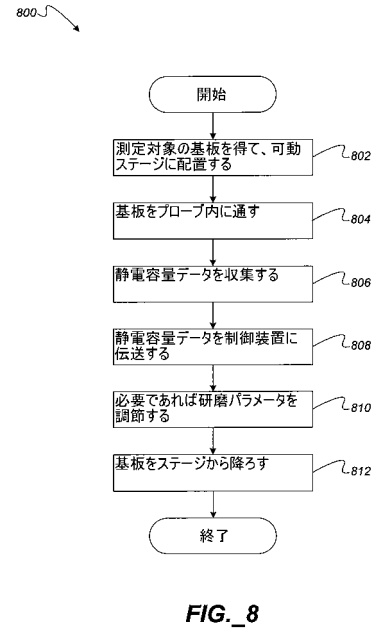 800
開始
測定対象の基板を得て、可動
ステージに配置する
802
基板をプローブ内に通す
804
静電容量データを収集する
806
静電容量データを制御装置に
伝送する
808
必要であれば研磨パラメータを
調節する
810
基板をステージから降ろす
812
終了
FIG._8